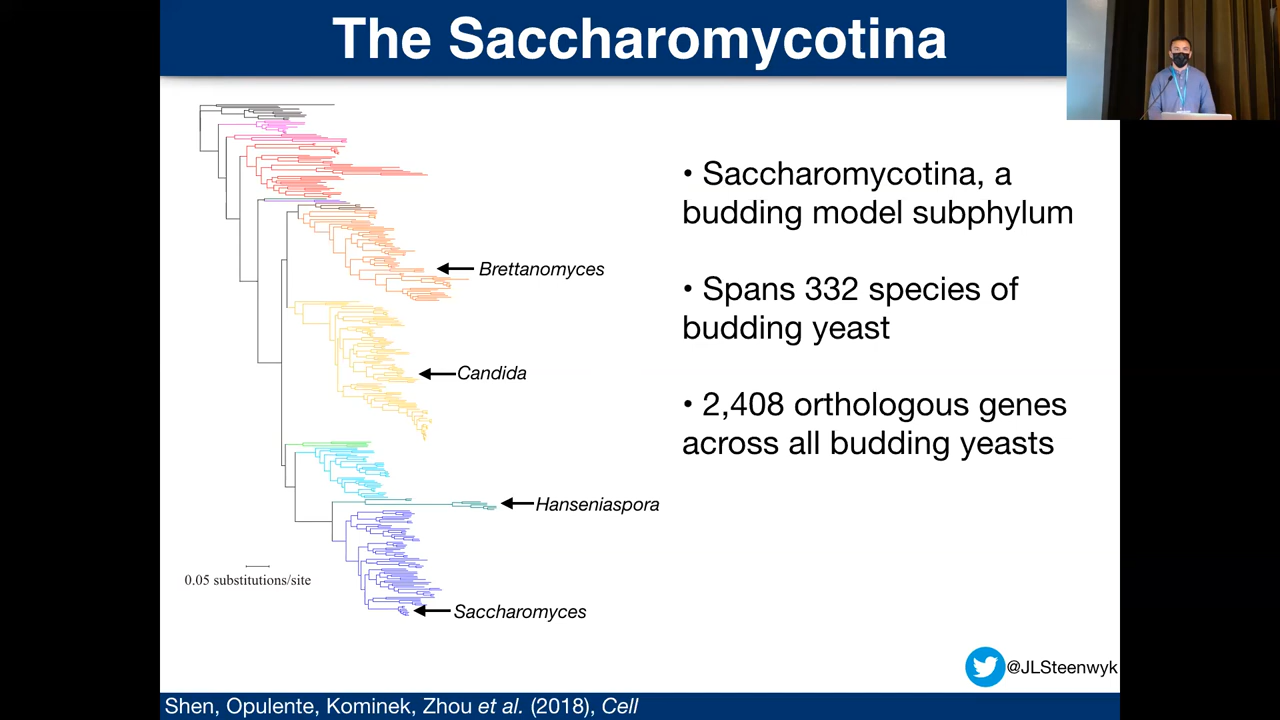 The Saccharomycotina
• Saccharomycotina, a
budding model subphylum
• Spans 332 species of
budding yeast
• 2,408 orthologous genes
across all budding yeasts
Brettanomyces
Candida
Hanseniaspora
Saccharomyces
0.05 substitutions/site
@JLSteenwyk
Shen, Opulente, Kominek, Zhou et al. (2018), Cell